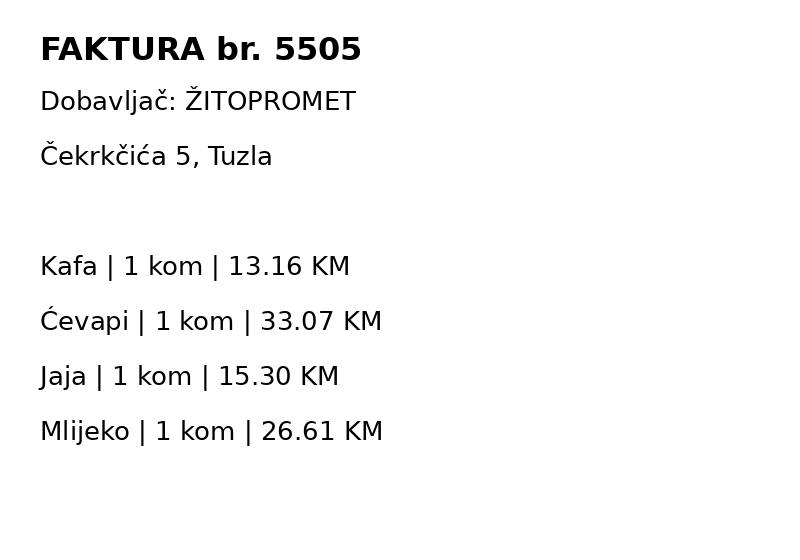 FAKTURA br. 5505
Dobavljač: ŽITOPROMET
Čekrkčića 5, Tuzla
Kafa | 1 kom | 13.16 KM
Ćevapi | 1 kom | 33.07 KM
Jaja | 1 kom | 15.30 KM
Mlijeko | 1 kom | 26.61 KM